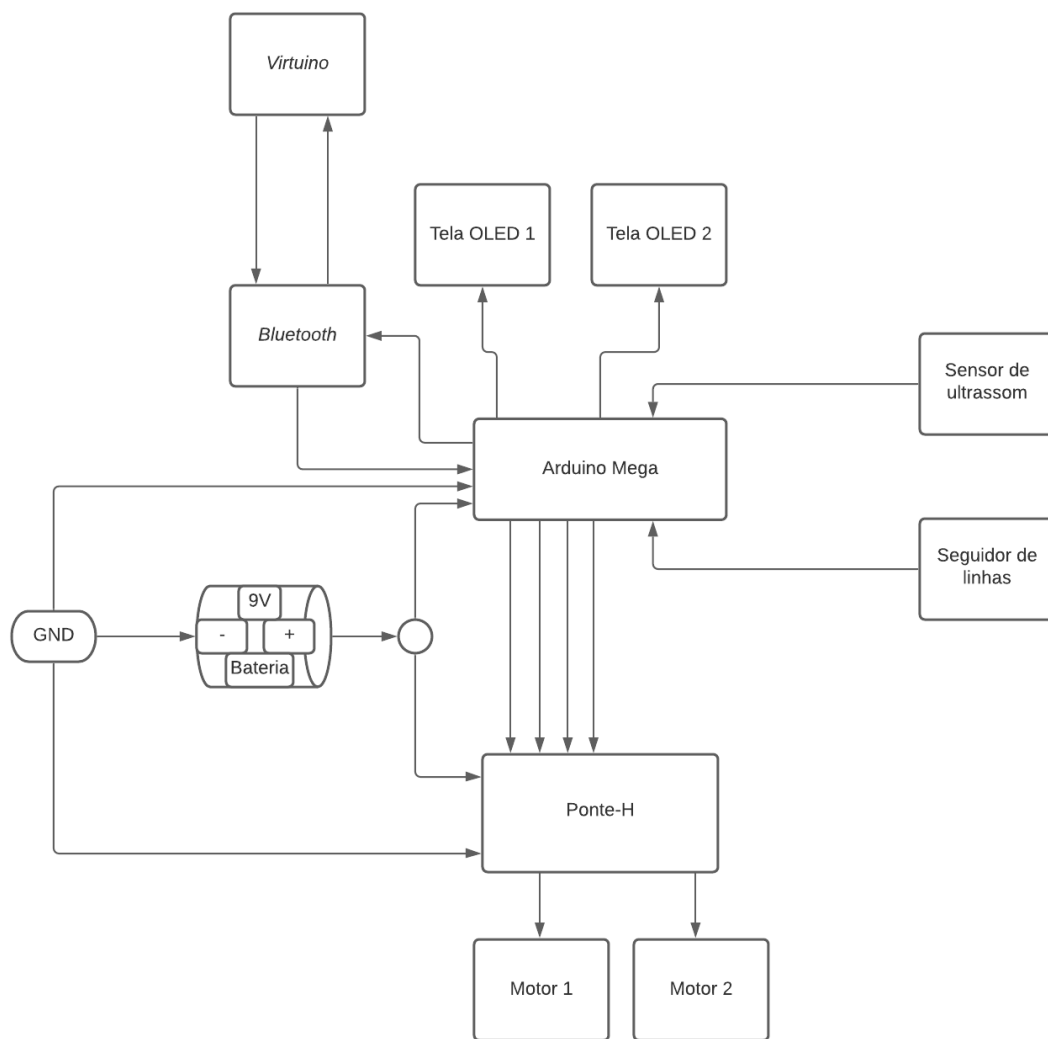 Virtuino
Tela OLED 1
Tela OLED 2
Bluetooth
Sensor de
ultrassom
Arduino Mega
Seguidor de
linhas
9V
GND
-
+
Bateria
Ponte-H
Motor 1
Motor 2